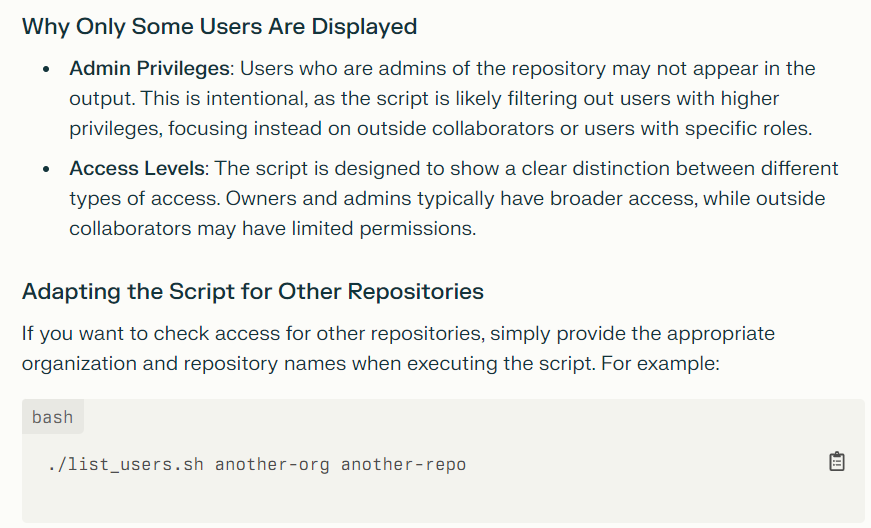 Why Only Some Users Are Displayed
• Admin Privileges: Users who are admins of the repository may not appear in the
output. This is intentional, as the script is likely filtering out users with higher
privileges, focusing instead on outside collaborators or users with specific roles.
• Access Levels: The script is designed to show a clear distinction between different
types of access. Owners and admins typically have broader access, while outside
collaborators may have limited permissions.
Adapting the Script for Other Repositories
If you want to check access for other repositories, simply provide the appropriate
organization and repository names when executing the script. For example:
bash
./list_users.sh another-org another-repo